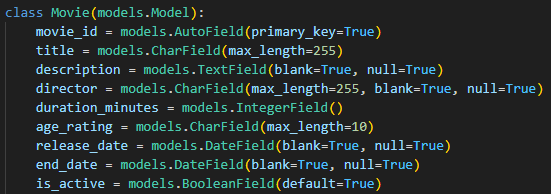 class Movie(models.Model):
    movie_id = models.AutoField(primary_key=True)
    title = models.CharField(max_length=255)
    description = models.TextField(blank=True, null=True)
    director = models.CharField(max_length=255, blank=True, null=True)
    duration_minutes = models.IntegerField()
    age_rating = models.CharField(max_length=10)
    release_date = models.DateField(blank=True, null=True)
    end_date = models.DateField(blank=True, null=True)
    is_active = models.BooleanField(default=True)